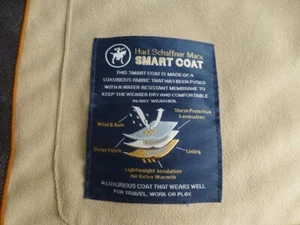 Hart Schaffner Marx
SMART COAT
THIS SMART COAT IS MADE OF A
LUXURIOUS FABRIC THAT HAS BEEN FUSED
WITH A WATER RESISTANT MEMBRANE TO
KEEP THE WEARER DRY AND COMFORTABLE
IN ANY WEATHER.
Storm Protective
Lamination
Wind & Rain
Outer Fabric
Lining
Lightweight Insulation
for Extra Warmth
A LUXURIOUS COAT THAT WEARS WELL
FOR TRAVEL, WORK OR PLAY.